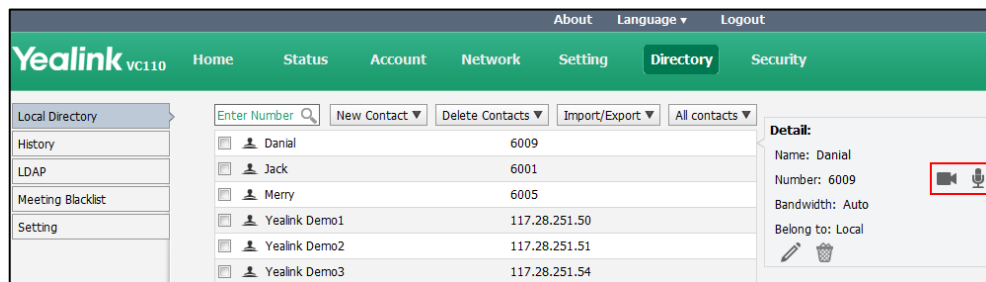 About Language ▾ Logout
Yealink VC110 Home Status Account Network Setting Directory Security
Local Directory
History
LDAP
Meeting Blacklist
Setting
Enter Number New Contact ▼ Delete Contacts ▼ Import/Export ▼ All contacts ▼
Danial 6009
Jack 6001
Merry 6005
Yealink Demo1 117.28.251.50
Yealink Demo2 117.28.251.51
Yealink Demo3 117.28.251.54
Detail:
Name: Danial
Number: 6009
Bandwidth: Auto
Belong to: Local